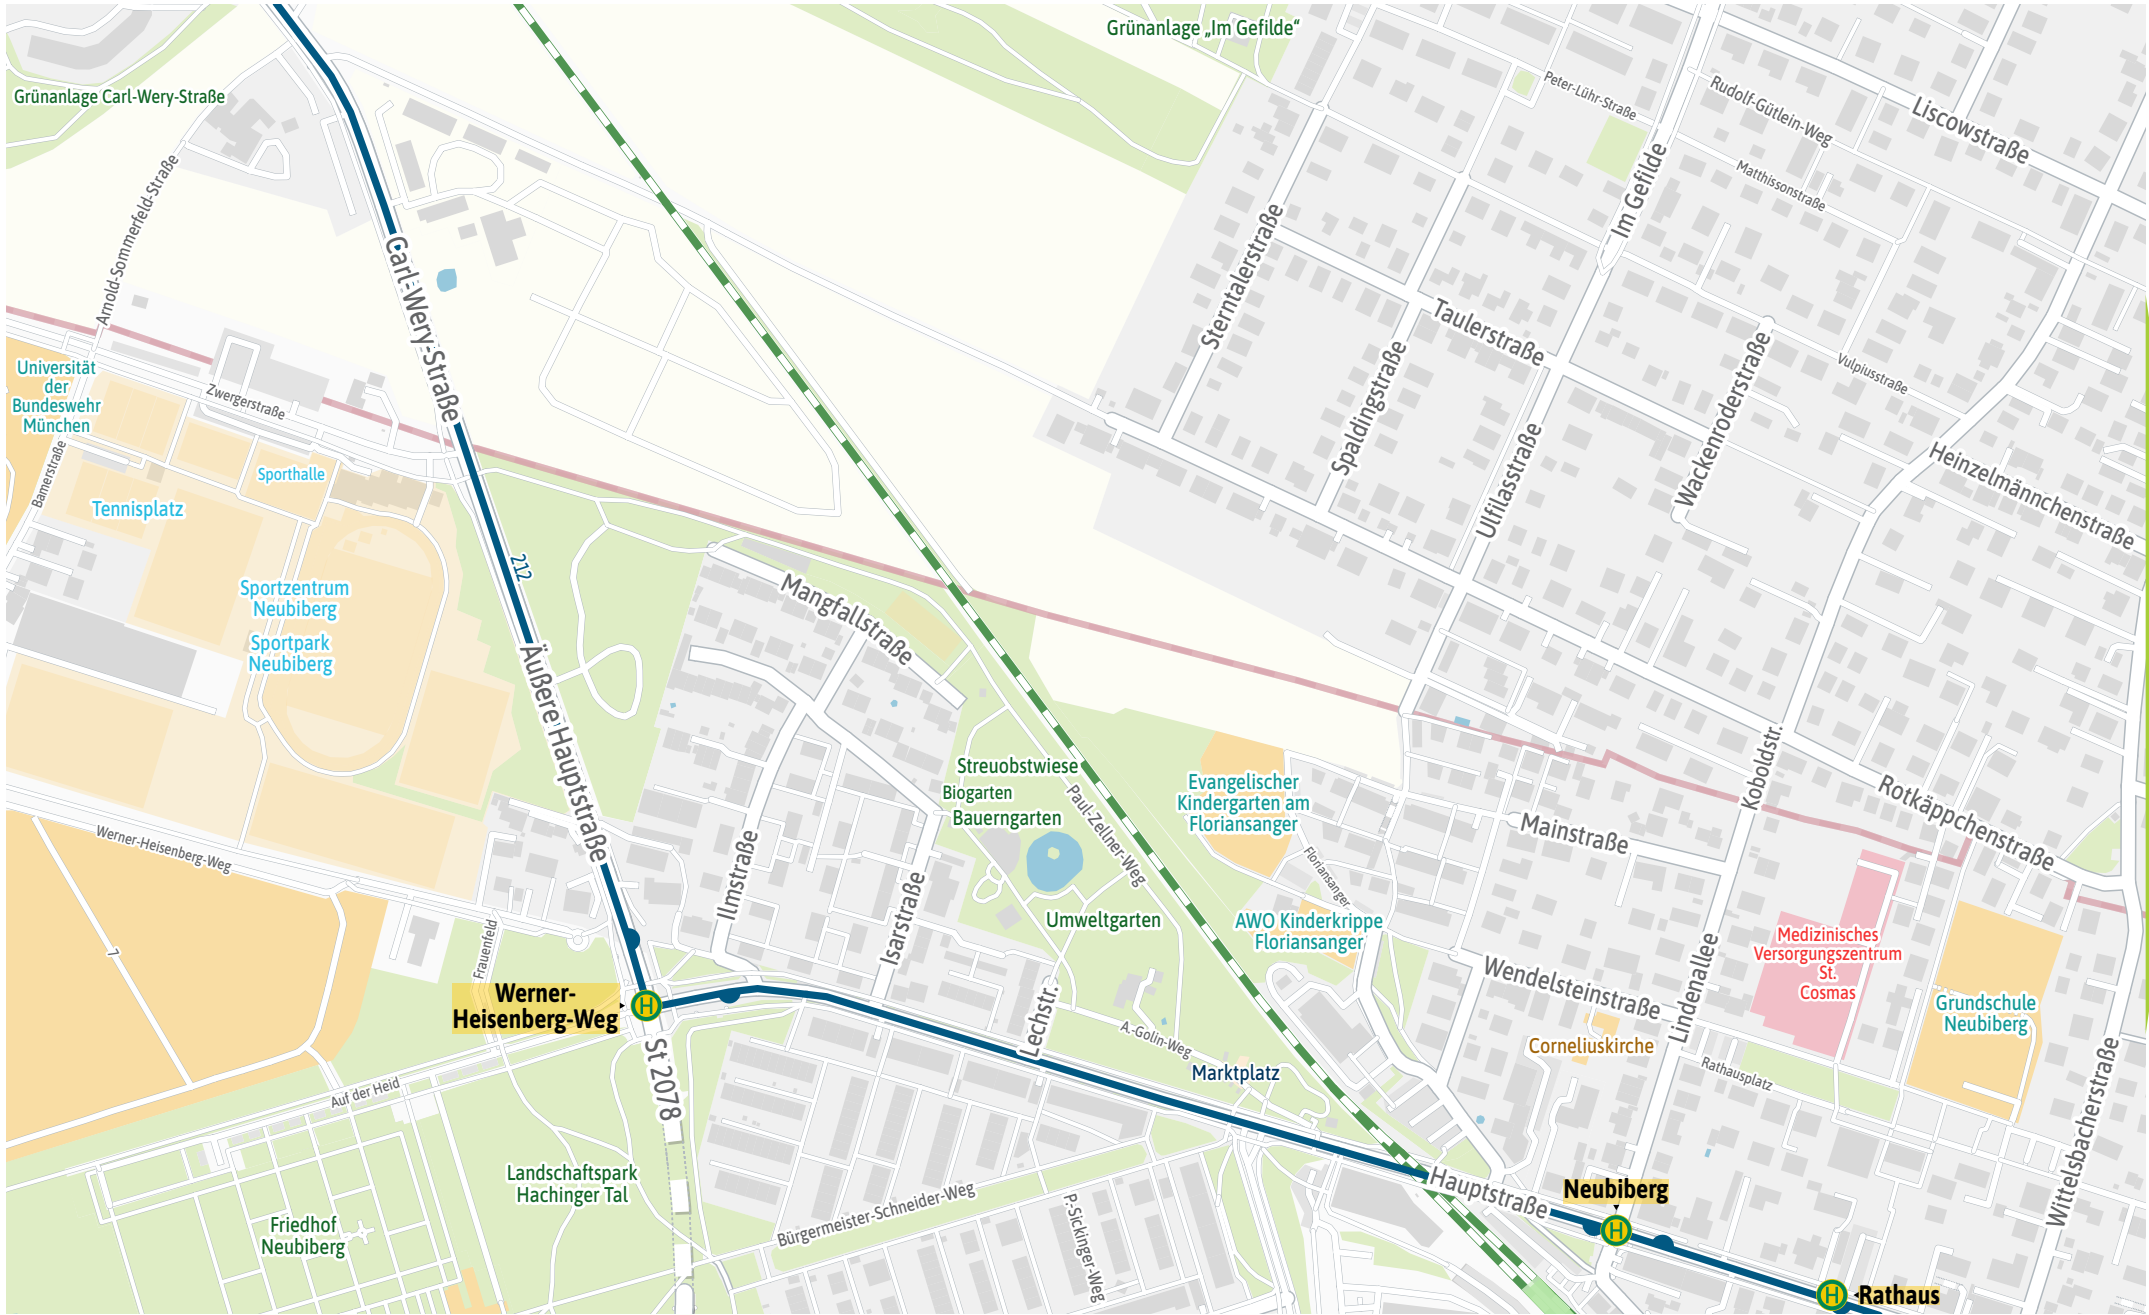 Grünanlage „Im Gefilde“
Grünanlage Carl-Wery-Straße
Peter-Lühr-Straße
Rudolf-Gütlein-Weg
Liscowstraße
Matthissonstraße
Im Gefilde
Arnold-Sommerfeld-Straße
Carl-Wery-Straße
Sterntalerstraße
Taulerstraße
Spaldingstraße
Ulfilasstraße
Wackenroderstraße
Vulpiusstraße
Heinzelmännchenstraße
Universität
der
Bundeswehr
München
Zwergerstraße
Bamerstraße
Sporthalle
Tennisplatz
212
Sportzentrum
Neubiberg
Sportpark
Neubiberg
Mangfallstraße
Äußere Hauptstraße
Streuobstwiese
Biogarten
Bauerngarten
Paul-Zellner-Weg
Evangelischer
Kindergarten am
Floriansanger
Floriansanger
Mainstraße
Koboldstr.
Rotkäppchenstraße
Werner-Heisenberg-Weg
Ilmstraße
Isarstraße
Umweltgarten
AWO Kinderkrippe
Floriansanger
Wendelsteinstraße
Lindenallee
Medizinisches
Versorgungszentrum
St.
Cosmas
Grundschule
Neubiberg
7
Frauenfeld
Werner-
Heisenberg-Weg
H
St 2078
Lechstr.
A.-Golin-Weg
Marktplatz
Corneliuskirche
Rathausplatz
Wittelsbacherstraße
Auf der Heid
Landschaftspark
Hachinger Tal
Friedhof
Neubiberg
Bürgermeister-Schneider-Weg
P.-Sickinger-Weg
Hauptstraße
Neubiberg
H
H
Rathaus